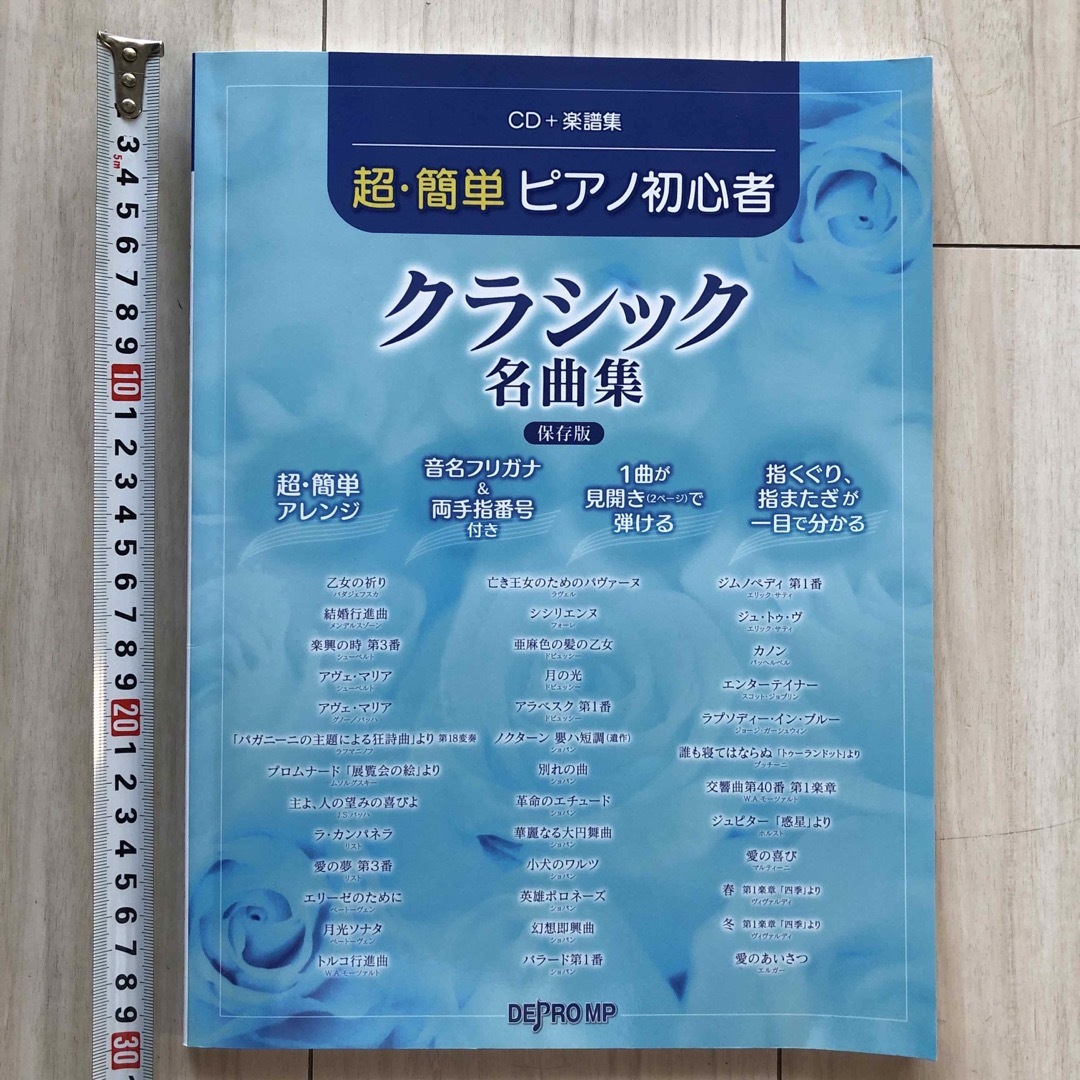 CD+楽譜集
超・簡単 ピアノ初心者
クラシック
名曲集
保存版
超・簡単
アレンジ
音名フリガナ
&
両手指番号
付き
1曲が
見開き(2ページ)で
弾ける
指くぐり、
指またぎが
一目で分かる
乙女の祈り
バダジェフスカ
結婚行進曲
メンデルスゾーン
楽興の時 第3番
シューベルト
アヴェ・マリア
シューベルト
アヴェ・マリア
グノー/バッハ
「パガニーニの主題による狂詩曲」より 第18変奏
ラフマニノフ
プロムナード「展覧会の絵」より
ムソルグスキー
主よ、人の望みの喜びよ
J.S.バッハ
ラ・カンパネラ
リスト
愛の夢 第3番
リスト
エリーゼのために
ベートーヴェン
月光ソナタ
ベートーヴェン
トルコ行進曲
W.A.モーツァルト
亡き王女のためのパヴァーヌ
ラヴェル
シシリエンヌ
フォーレ
亜麻色の髪の乙女
ドビュッシー
月の光
ドビュッシー
アラベスク 第1番
ドビュッシー
ノクターン 嬰ハ短調(遺作)
ショパン
別れの曲
ショパン
革命のエチュード
ショパン
華麗なる大円舞曲
ショパン
小犬のワルツ
ショパン
英雄ポロネーズ
ショパン
幻想即興曲
ショパン
バラード第1番
ショパン
ジムノペディ 第1番
エリック・サティ
ジュ・トゥ・ヴ
エリック・サティ
カノン
パッヘルベル
エンターテイナー
スコット・ジョプリン
ラプソディー・イン・ブルー
ジョージ・ガーシュウィン
誰も寝てはならぬ「トゥーランドット」より
プッチーニ
交響曲第40番 第1楽章
W.A.モーツァルト
ジュピター「惑星」より
ホルスト
愛の喜び
マルティーニ
春 第1楽章「四季」より
ヴィヴァルディ
冬 第1楽章「四季」より
ヴィヴァルディ
愛のあいさつ
エルガー
DEPRO MP
3
5m
4
5
6
7
8
9
10
1
2
3
4
5
6
7
8
9
20
1
2
3
4
5
6
7
8
9
30